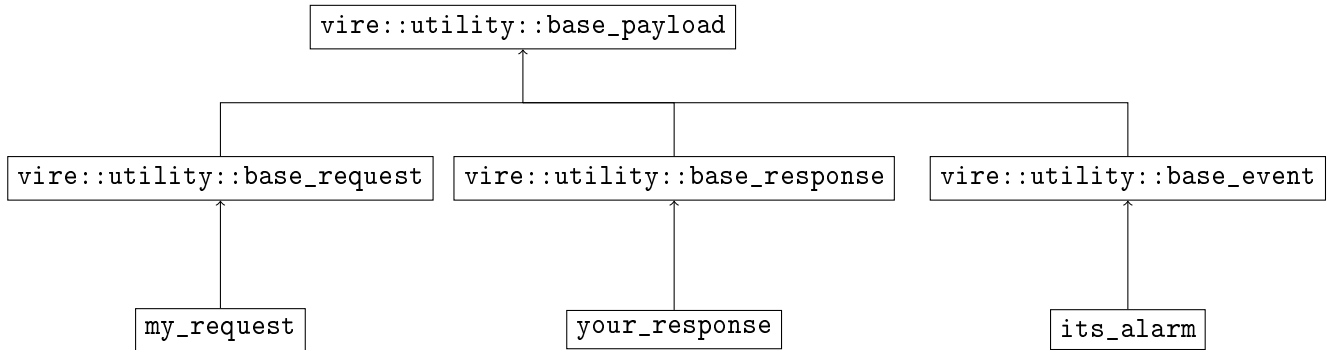 vire::utility::base_payload
vire::utility::base_request
vire::utility::base_response
vire::utility::base_event
my_request
your_response
its_alarm